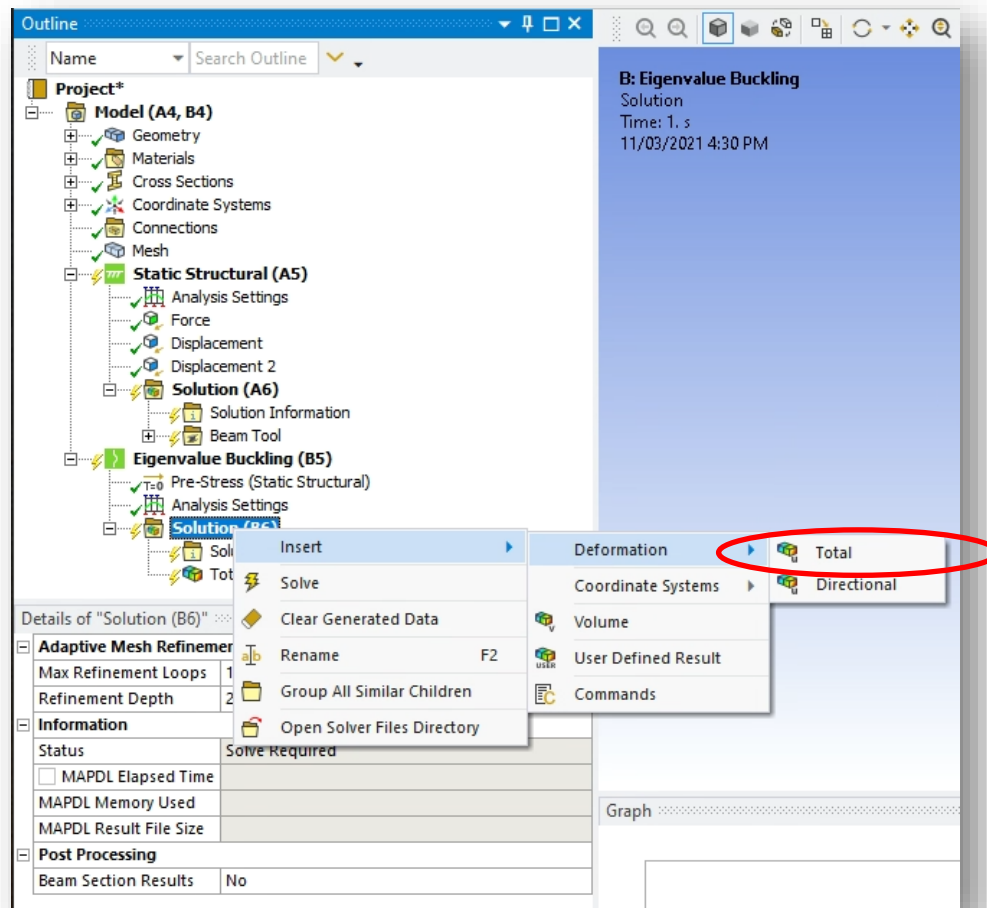 Outline
Name
Search Outline
Project*
Model (A4, B4)
Geometry
Materials
Cross Sections
Coordinate Systems
Connections
Mesh
Static Structural (A5)
Analysis Settings
Force
Displacement
Displacement 2
Solution (A6)
Solution Information
Beam Tool
Eigenvalue Buckling (B5)
T=0 Pre-Stress (Static Structural)
Analysis Settings
Solution (B6)
Sol
Tot
Insert
Solve
Clear Generated Data
Rename F2
Group All Similar Children
Open Solver Files Directory
Deformation
Coordinate Systems
Volume
User Defined Result
Commands
Total
Directional
Details of "Solution (B6)"
Adaptive Mesh Refinemen
Max Refinement Loops 1
Refinement Depth 2
Information
Status Solve Required
MAPDL Elapsed Time
MAPDL Memory Used
MAPDL Result File Size
Post Processing
Beam Section Results No
B: Eigenvalue Buckling
Solution
Time: 1. s
11/03/2021 4:30 PM
Graph